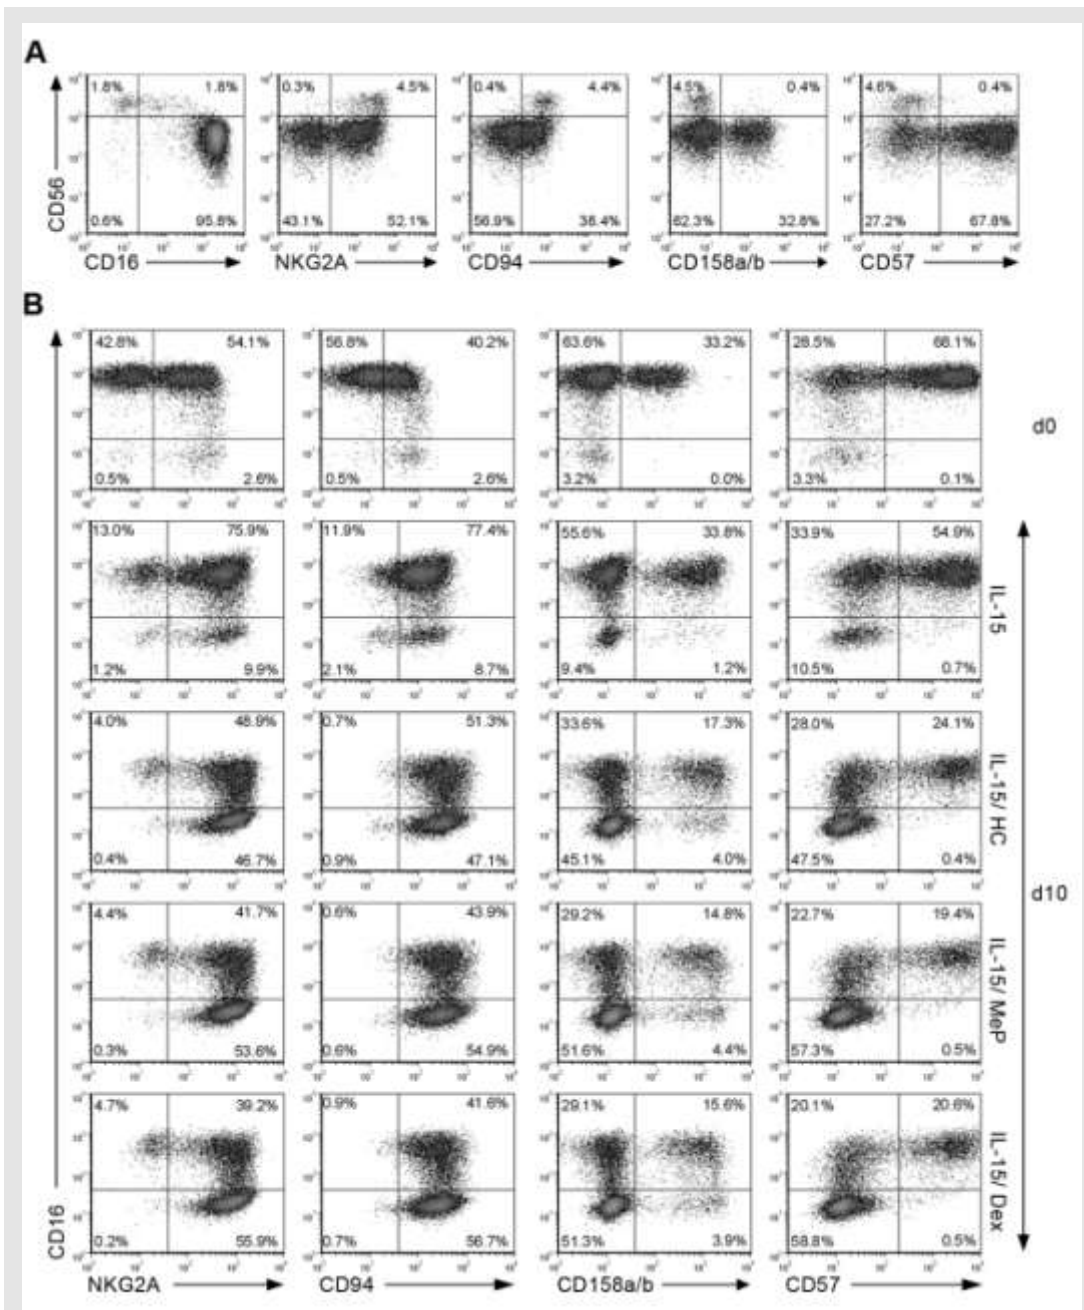 A
1.8% 1.8% 0.3% 4.5% 0.4% 4.4% 4.5% 0.4% 4.6% 0.4%
CD56
0.6% 95.8% 43.1% 52.1% 56.9% 38.4% 62.3% 32.8% 27.2% 67.8%
CD16 NKG2A CD94 CD158a/b CD57
B
42.8% 54.1% 56.8% 40.2% 63.6% 33.2% 28.5% 68.1%
d0
0.5% 2.6% 0.5% 2.6% 3.2% 0.0% 3.3% 0.1%
13.0% 75.9% 11.9% 77.4% 55.6% 33.8% 33.9% 54.9%
IL-15
1.2% 9.9% 2.1% 8.7% 9.4% 1.2% 10.5% 0.7%
4.0% 48.9% 0.7% 51.3% 33.6% 17.3% 28.0% 24.1%
IL-15/ HC
0.4% 46.7% 0.9% 47.1% 45.1% 4.0% 47.5% 0.4%
d10
4.4% 41.7% 0.6% 43.9% 29.2% 14.8% 22.7% 19.4%
IL-15/ MeP
0.3% 53.6% 0.6% 54.9% 51.6% 4.4% 57.3% 0.5%
4.7% 39.2% 0.9% 41.6% 29.1% 15.6% 20.1% 20.6%
IL-15/ Dex
0.2% 55.9% 0.7% 56.7% 51.3% 3.9% 58.8% 0.5%
CD16
NKG2A CD94 CD158a/b CD57